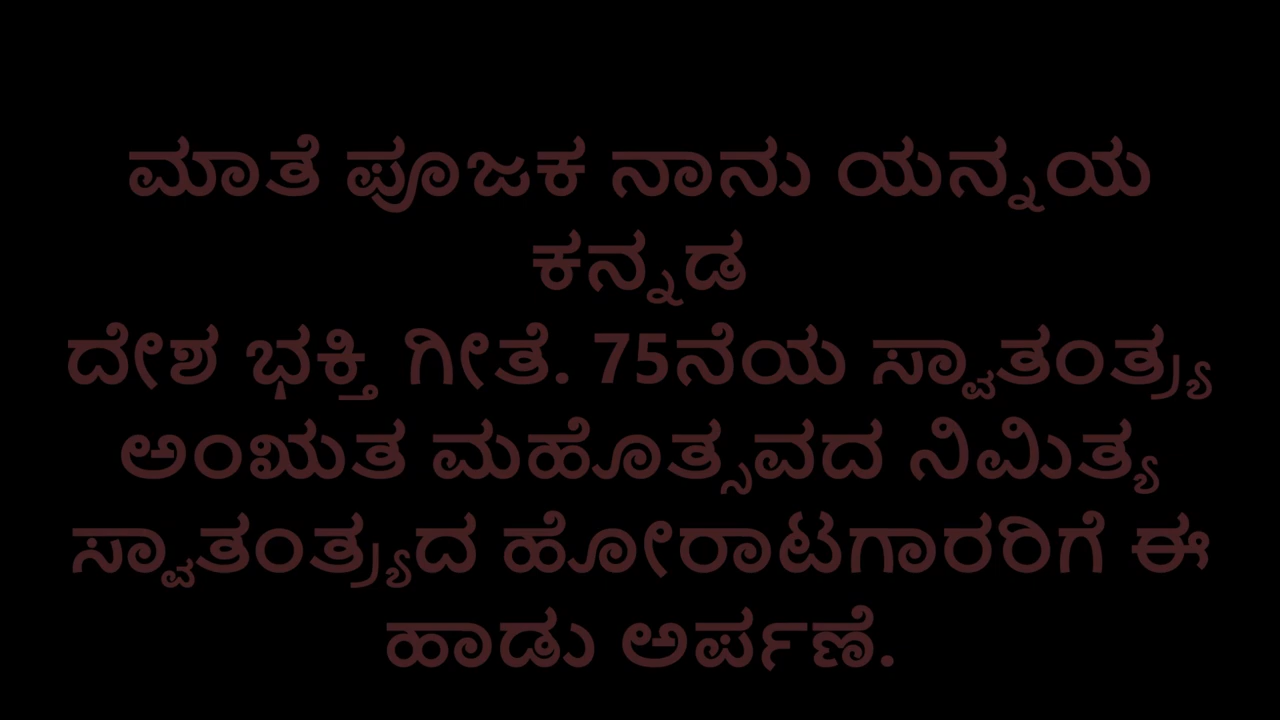 ಮಾತೆ ಪೂಜಕ ನಾನು ಯನ್ನಯ
ಕನ್ನಡ
ದೇಶ ಭಕ್ತಿ ಗೀತೆ. 75ನೆಯ ಸ್ವಾತಂತ್ರ್ಯ
ಅಂಋತ ಮಹೊತ್ಸವದ ನಿಮಿತ್ಯ
ಸ್ವಾತಂತ್ರ್ಯದ ಹೋರಾಟಗಾರರಿಗೆ ಈ
ಹಾಡು ಅರ್ಪಣೆ.